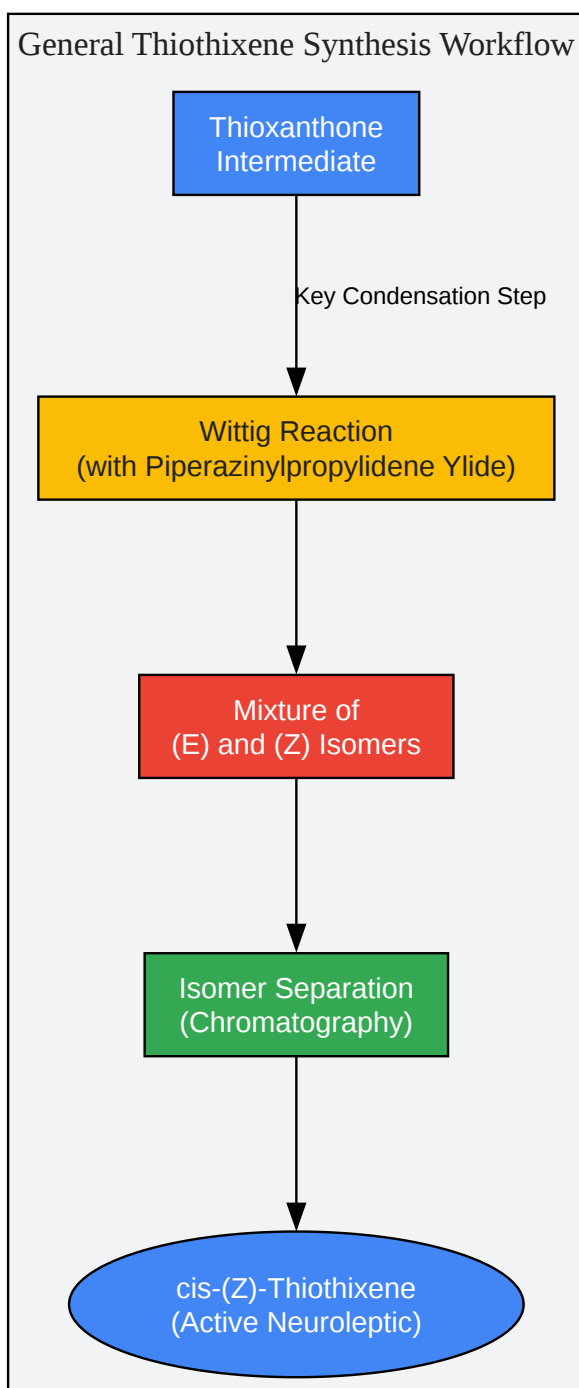 General Thiothixene Synthesis Workflow
Thioxanthone
Intermediate
Key Condensation Step
Wittig Reaction
(with Piperazinylpropylidene Ylide)
Mixture of
(E) and (Z) Isomers
Isomer Separation
(Chromatography)
cis-(Z)-Thiothixene
(Active Neuroleptic)